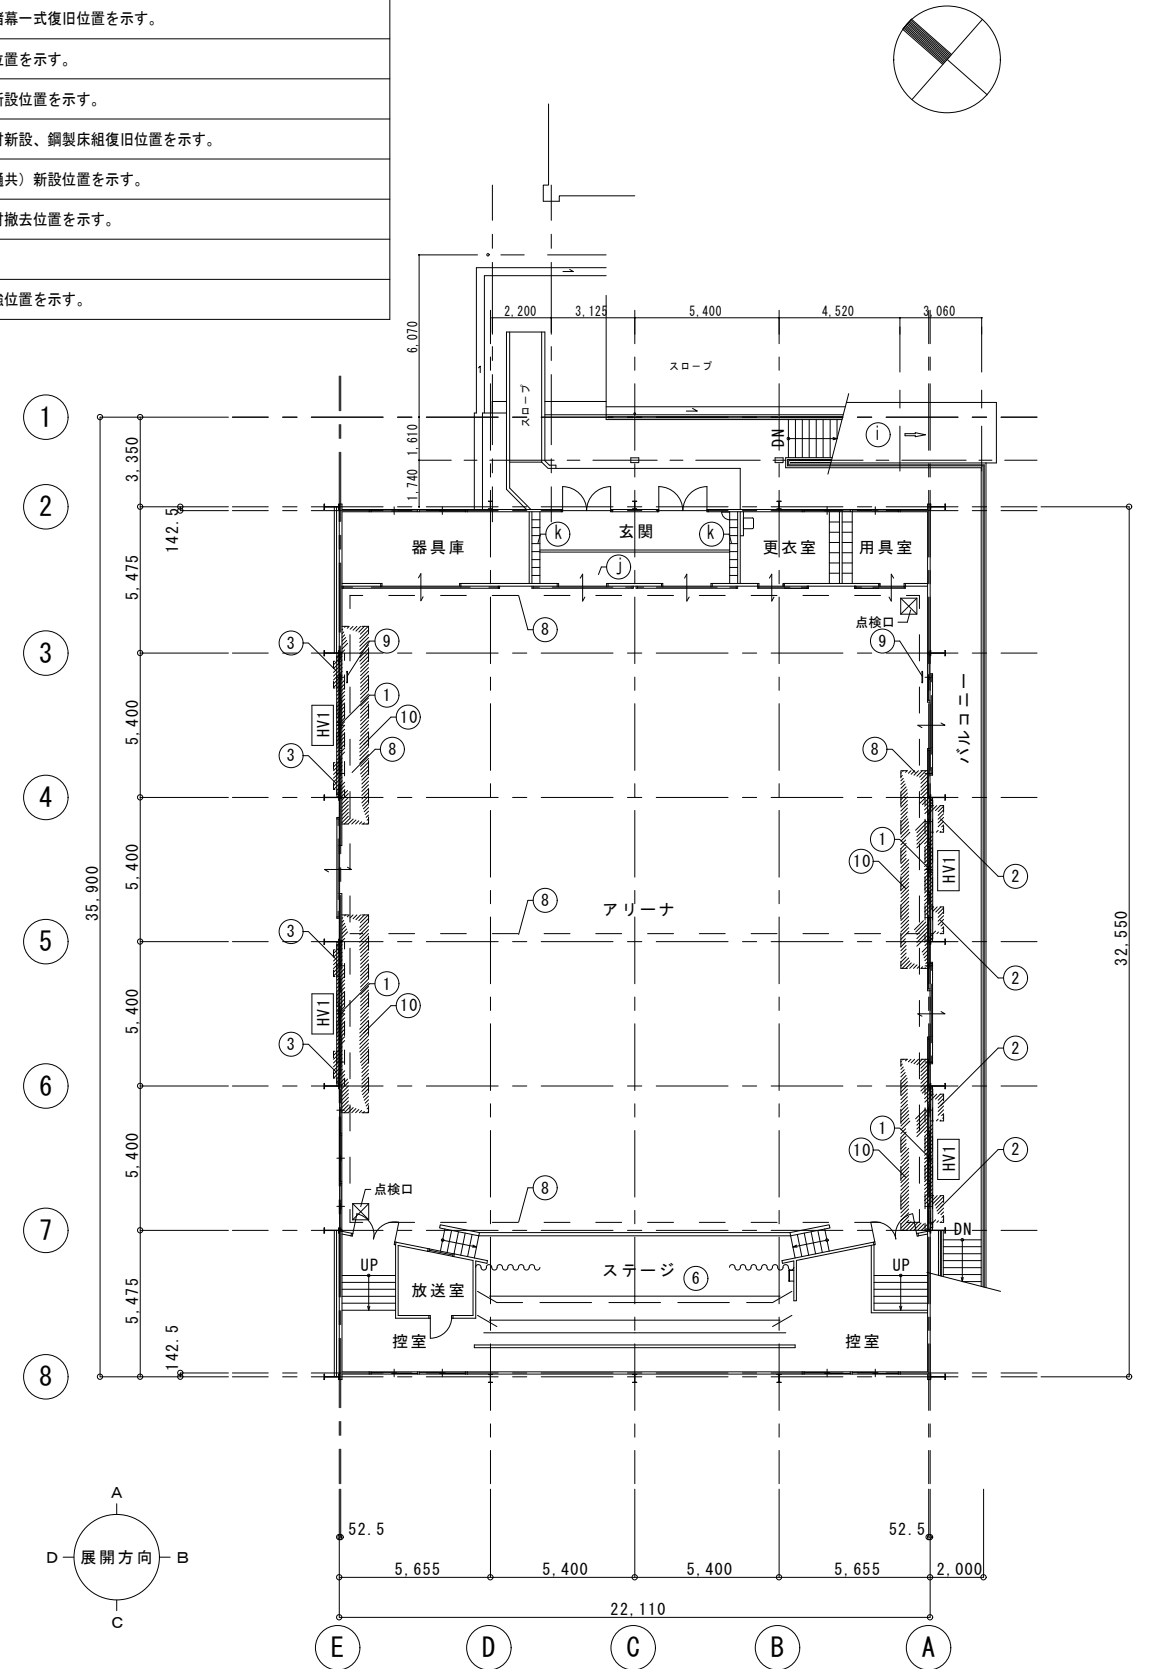 諸幕一式復旧位置を示す。
位置を示す。
新設位置を示す。
材新設、鋼製床組復旧位置を示す。
通共）新設位置を示す。
材撤去位置を示す。
強位置を示す。
2,200 3,125 5,400 4,520 3,060
6,070
スロープ
スロープ
1
1,610
DN
i
3,350
1,740
2
142.5
器具庫
k
玄関
k
更衣室
用具室
j
5,475
点検口
8
3
3
9
9
バルコニー
1
HV1
10
5,400
8
8
3
4
2
1
HV1
10
2
5,400
35,900
8
アリーナ
3
5
32,550
2
1
HV1
10
5,400
3
2
6
1
HV1
10
2
5,400
点検口
8
7
DN
UP
ステージ
6
UP
放送室
5,475
142.5
控室
控室
8
A
D
展開方向
B
C
52.5
52.5
5,655 5,400 5,400 5,655 2,000
22,110
E D C B A